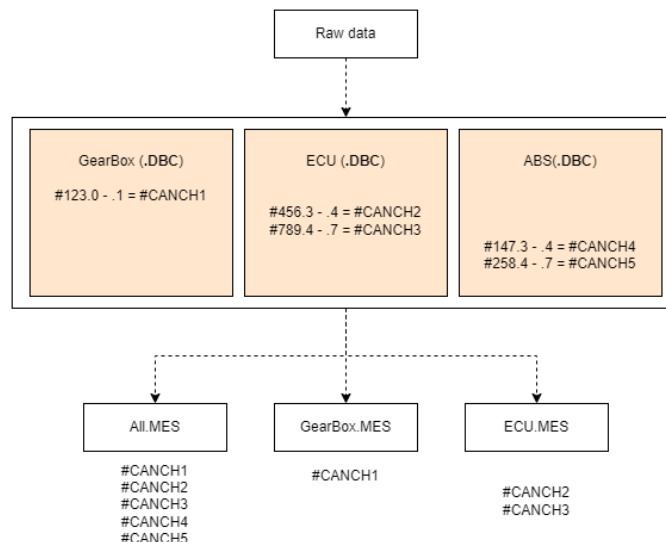 Raw data
GearBox (.DBC)
#123.0 - .1 = #CANCH1
ECU (.DBC)
#456.3 - .4 = #CANCH2
#789.4 - .7 = #CANCH3
ABS(.DBC)
#147.3 - .4 = #CANCH4
#258.4 - .7 = #CANCH5
All.MES
#CANCH1
#CANCH2
#CANCH3
#CANCH4
#CANCH5
GearBox.MES
#CANCH1
ECU.MES
#CANCH2
#CANCH3